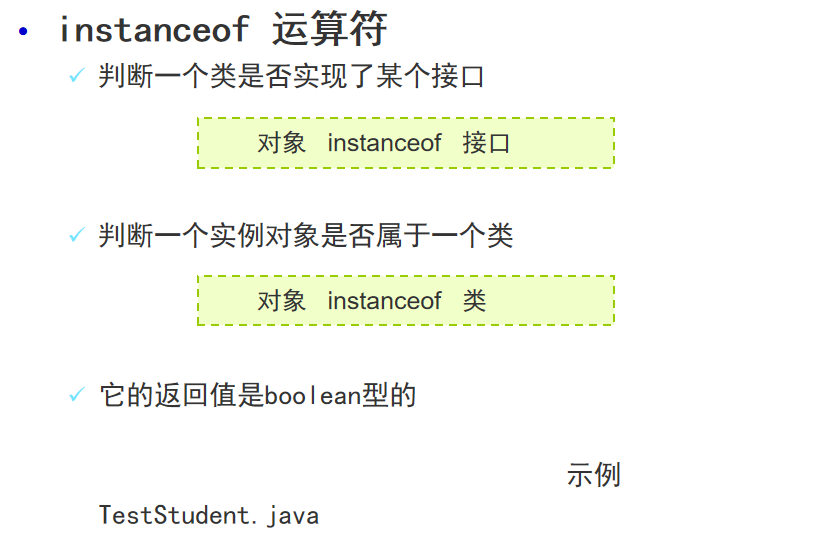 • instanceof 运算符
✓ 判断一个类是否实现了某个接口
对象 instanceof 接口
✓ 判断一个实例对象是否属于一个类
对象 instanceof 类
✓ 它的返回值是boolean型的
示例
TestStudent.java